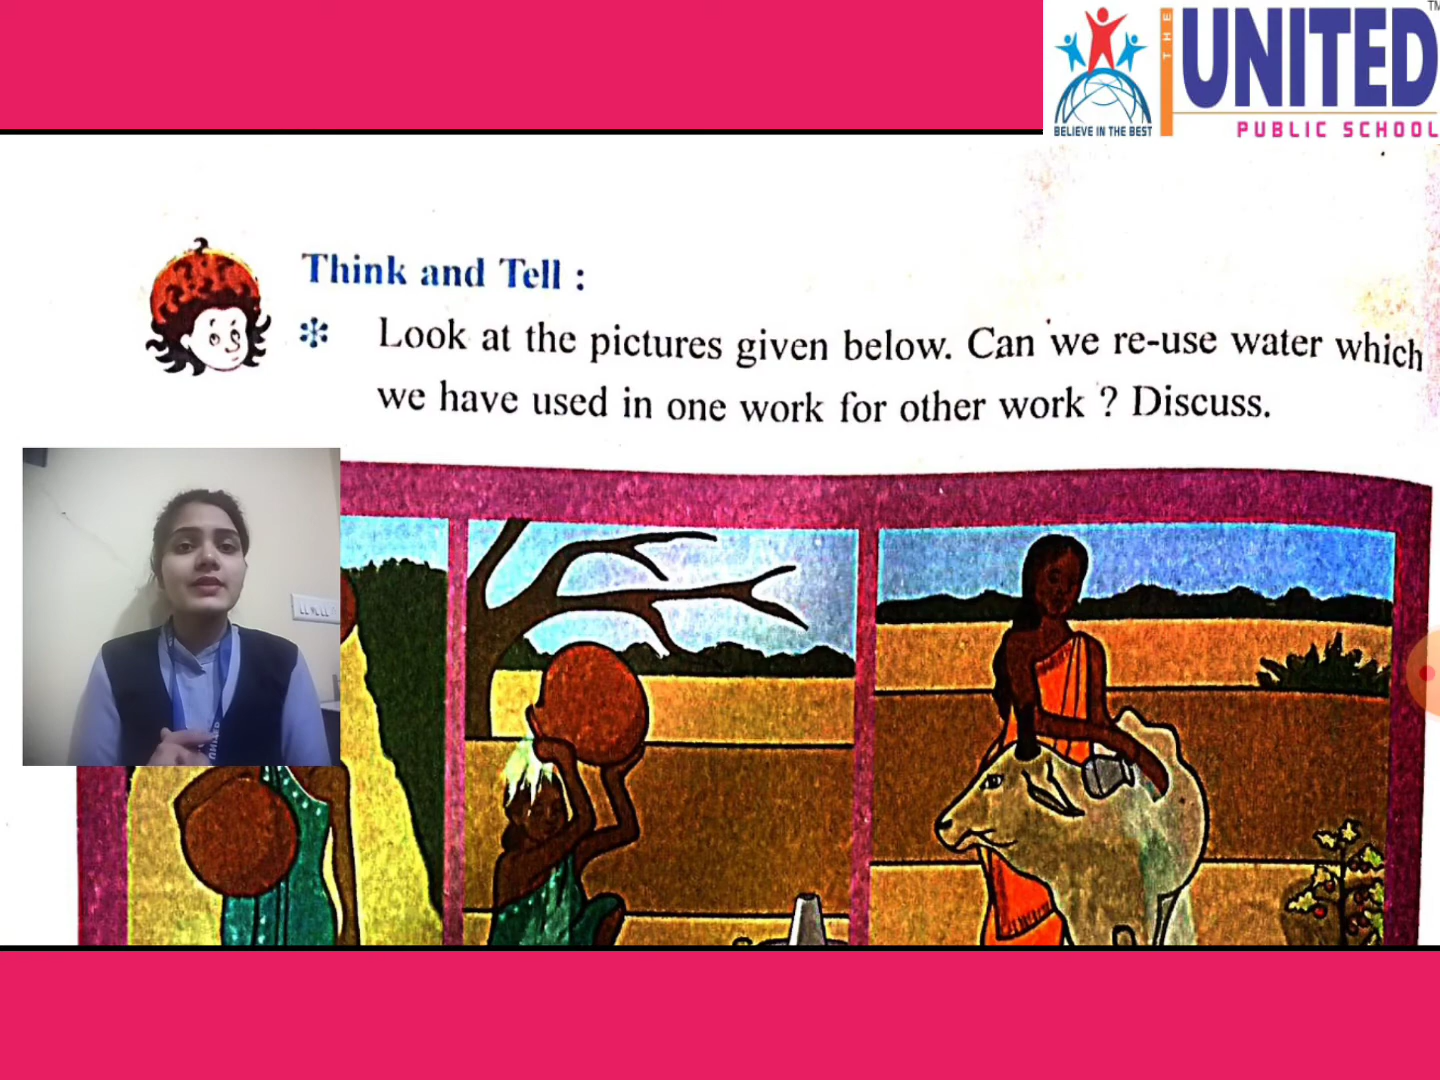 TM
THE
UNITED
BELIEVE IN THE BEST
PUBLIC SCHOOL
Think and Tell :
Look at the pictures given below. Can we re-use water which
we have used in one work for other work ? Discuss.